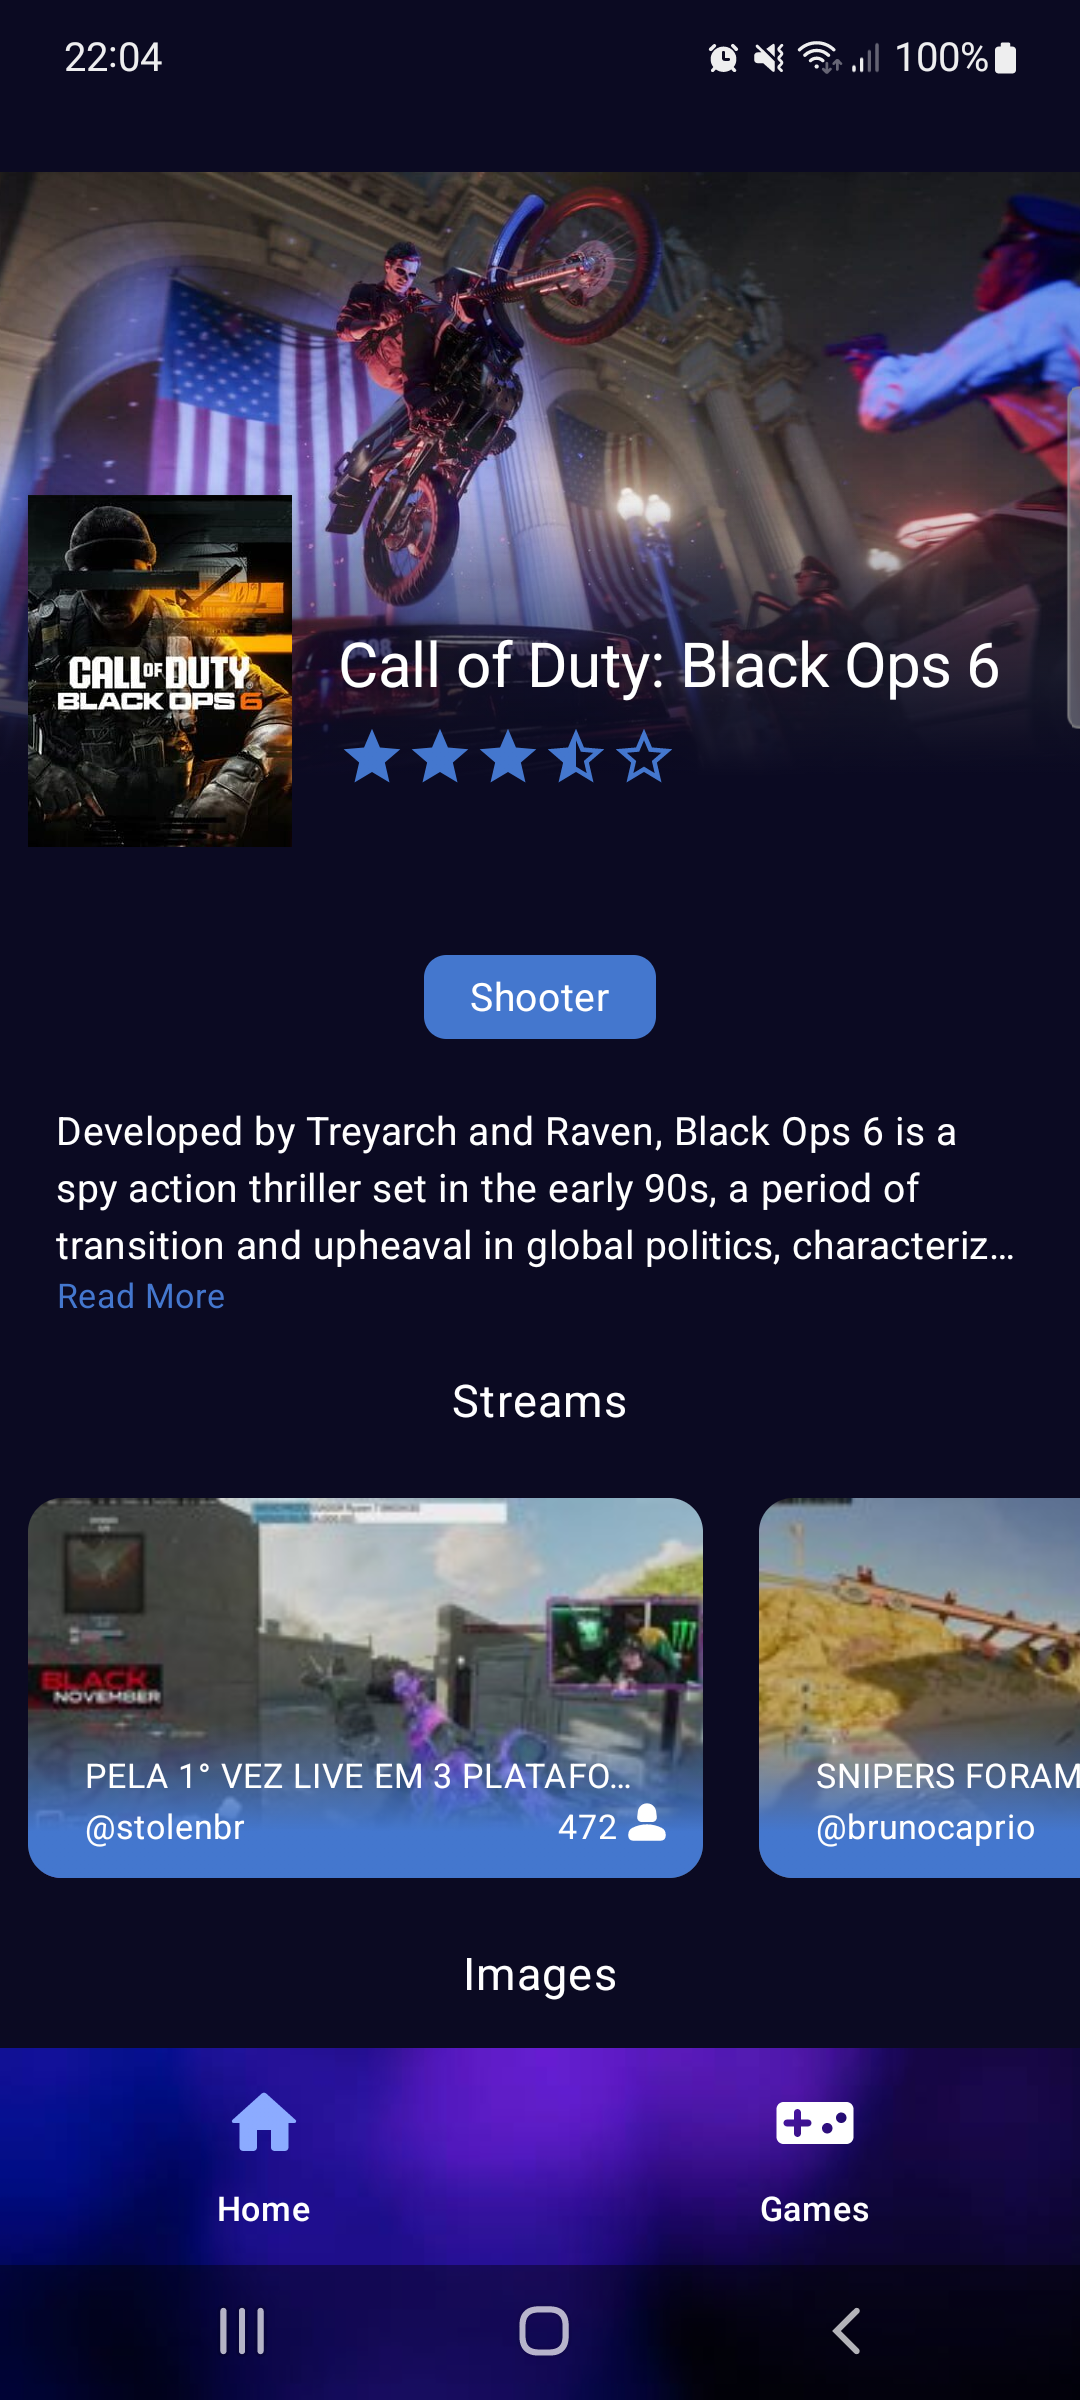 22:04
100%
CALL OF DUTY
BLACK OPS 6
Call of Duty: Black Ops 6
Shooter
Developed by Treyarch and Raven, Black Ops 6 is a
spy action thriller set in the early 90s, a period of
transition and upheaval in global politics, characteriz…
Read More
Streams
BLACK
NOVEMBER
PELA 1° VEZ LIVE EM 3 PLATAFO…
@stolenbr
472
SNIPERS FORAM
@brunocaprio
Images
Home
Games